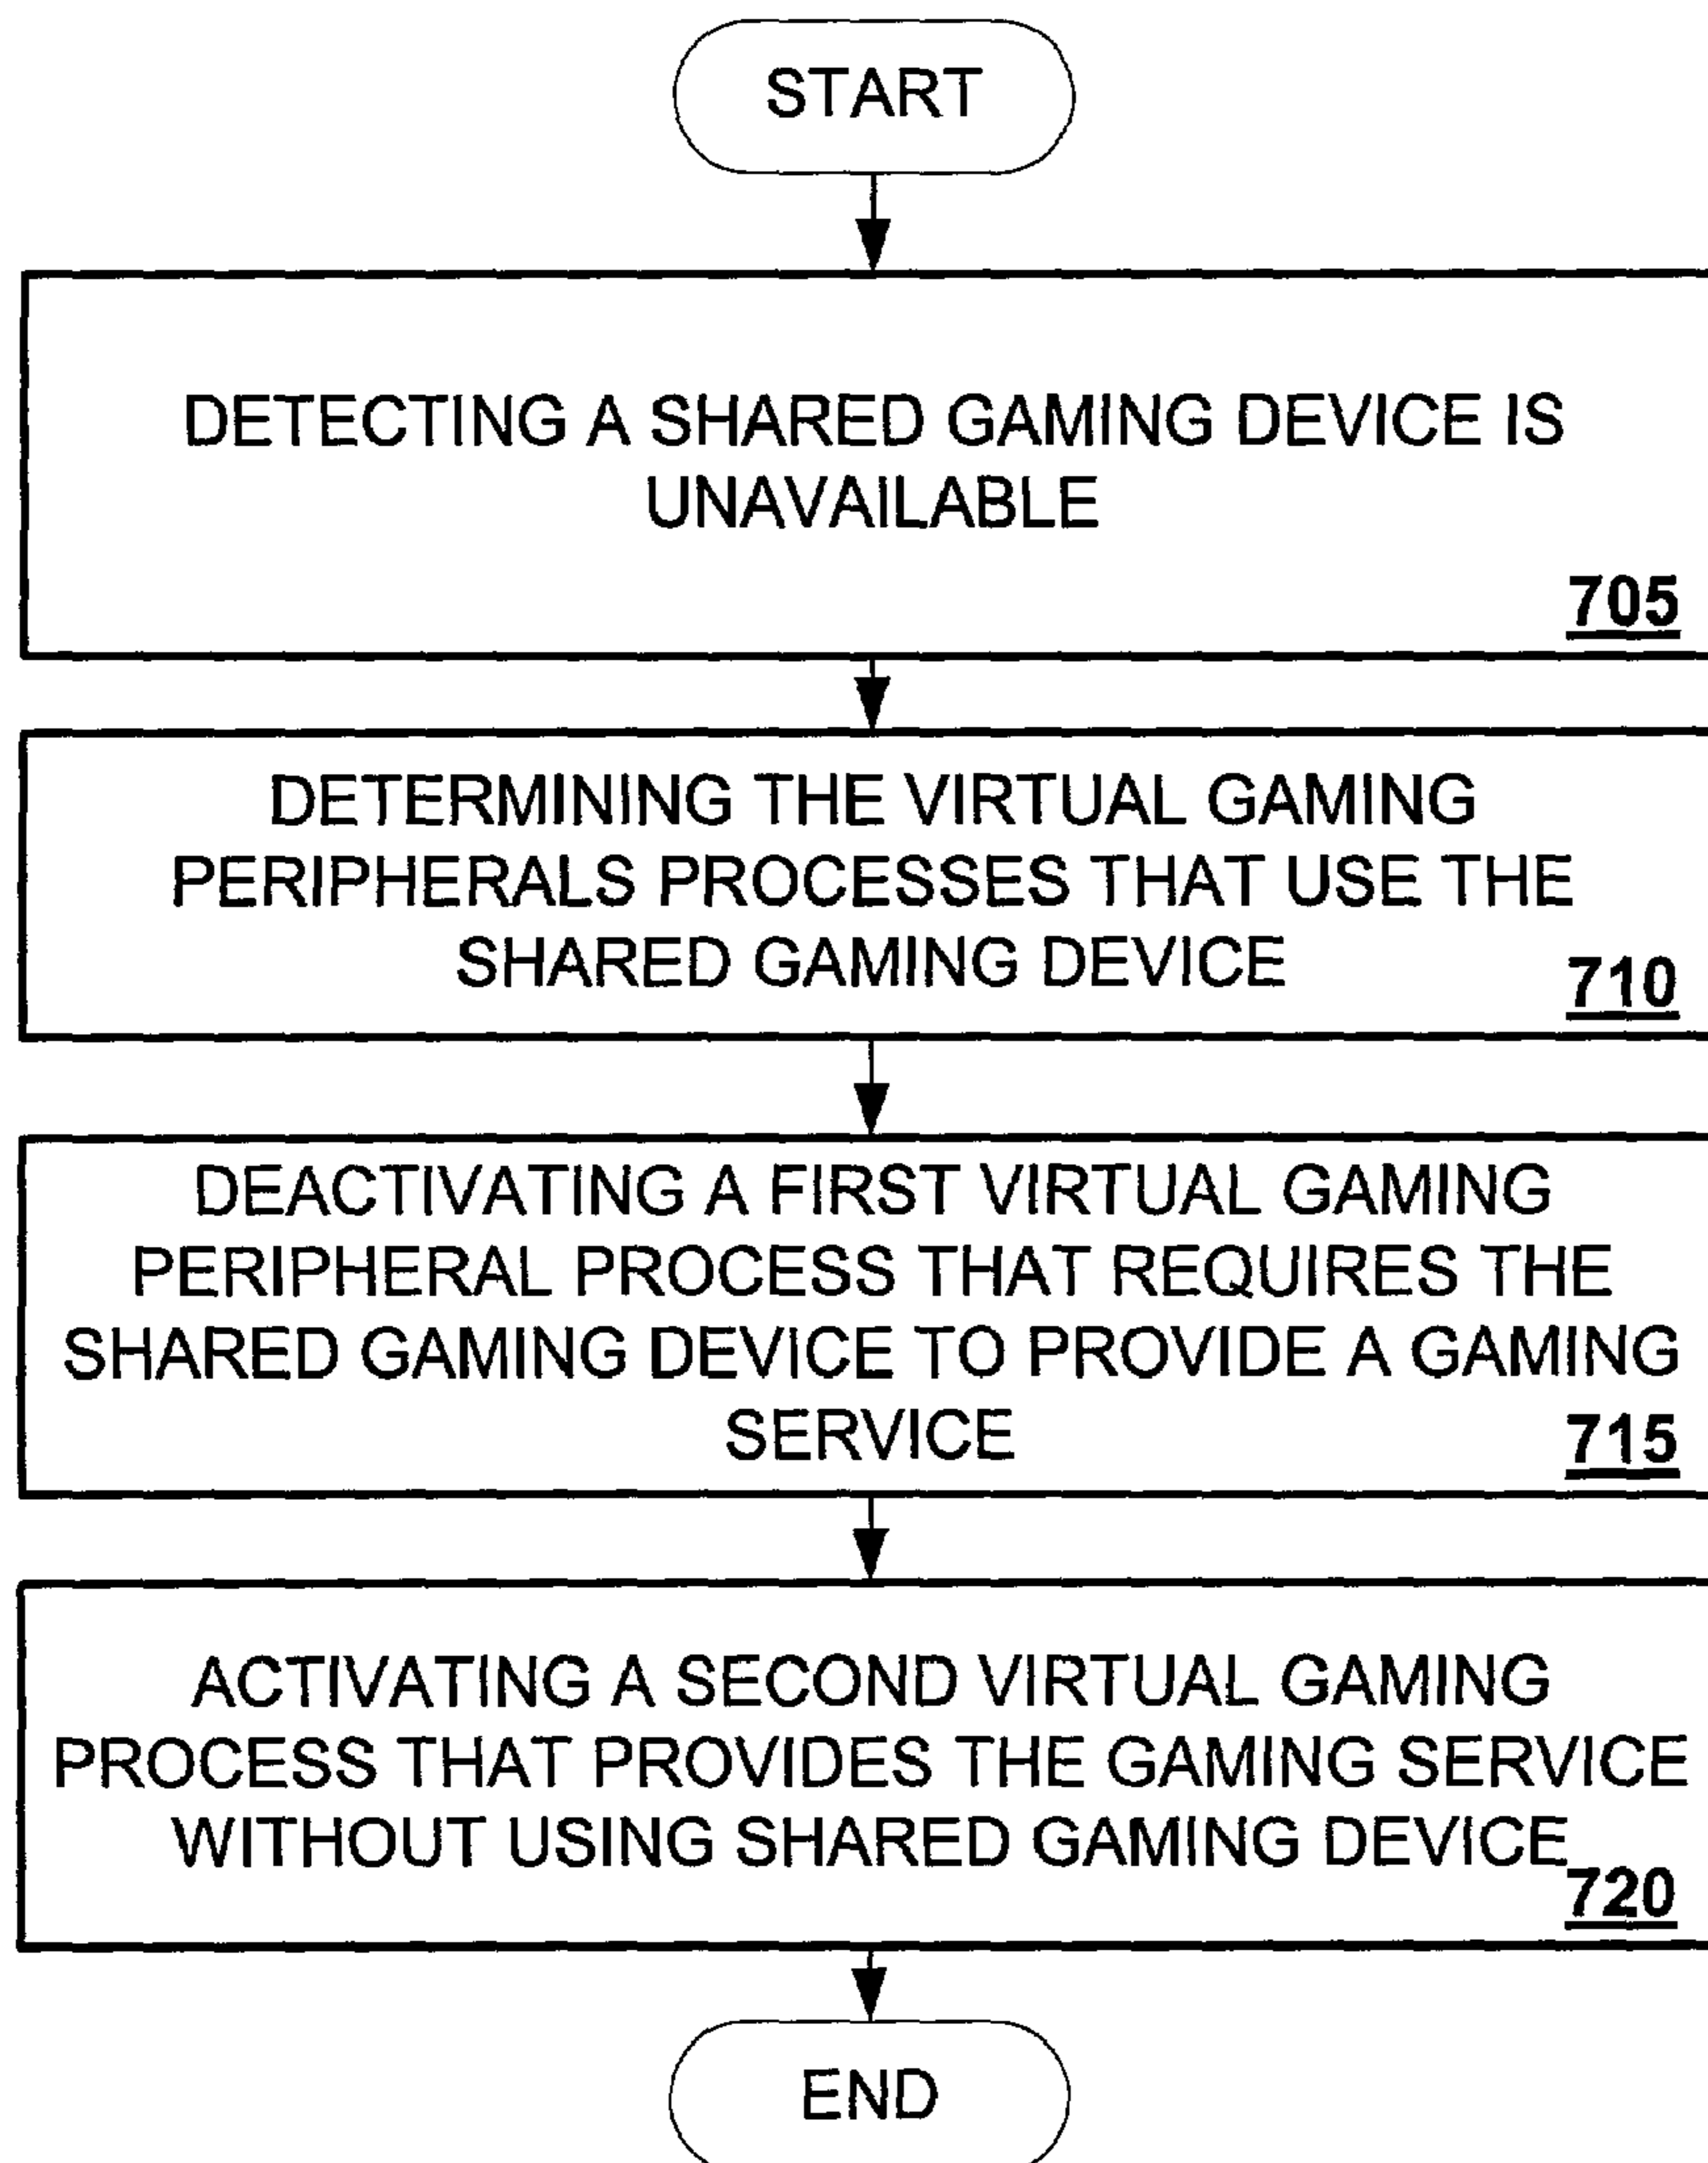 START
DETECTING A SHARED GAMING DEVICE IS
UNAVAILABLE
705
DETERMINING THE VIRTUAL GAMING
PERIPHERALS PROCESSES THAT USE THE
SHARED GAMING DEVICE
710
DEACTIVATING A FIRST VIRTUAL GAMING
PERIPHERAL PROCESS THAT REQUIRES THE
SHARED GAMING DEVICE TO PROVIDE A GAMING
SERVICE
715
ACTIVATING A SECOND VIRTUAL GAMING
PROCESS THAT PROVIDES THE GAMING SERVICE
WITHOUT USING SHARED GAMING DEVICE
720
END